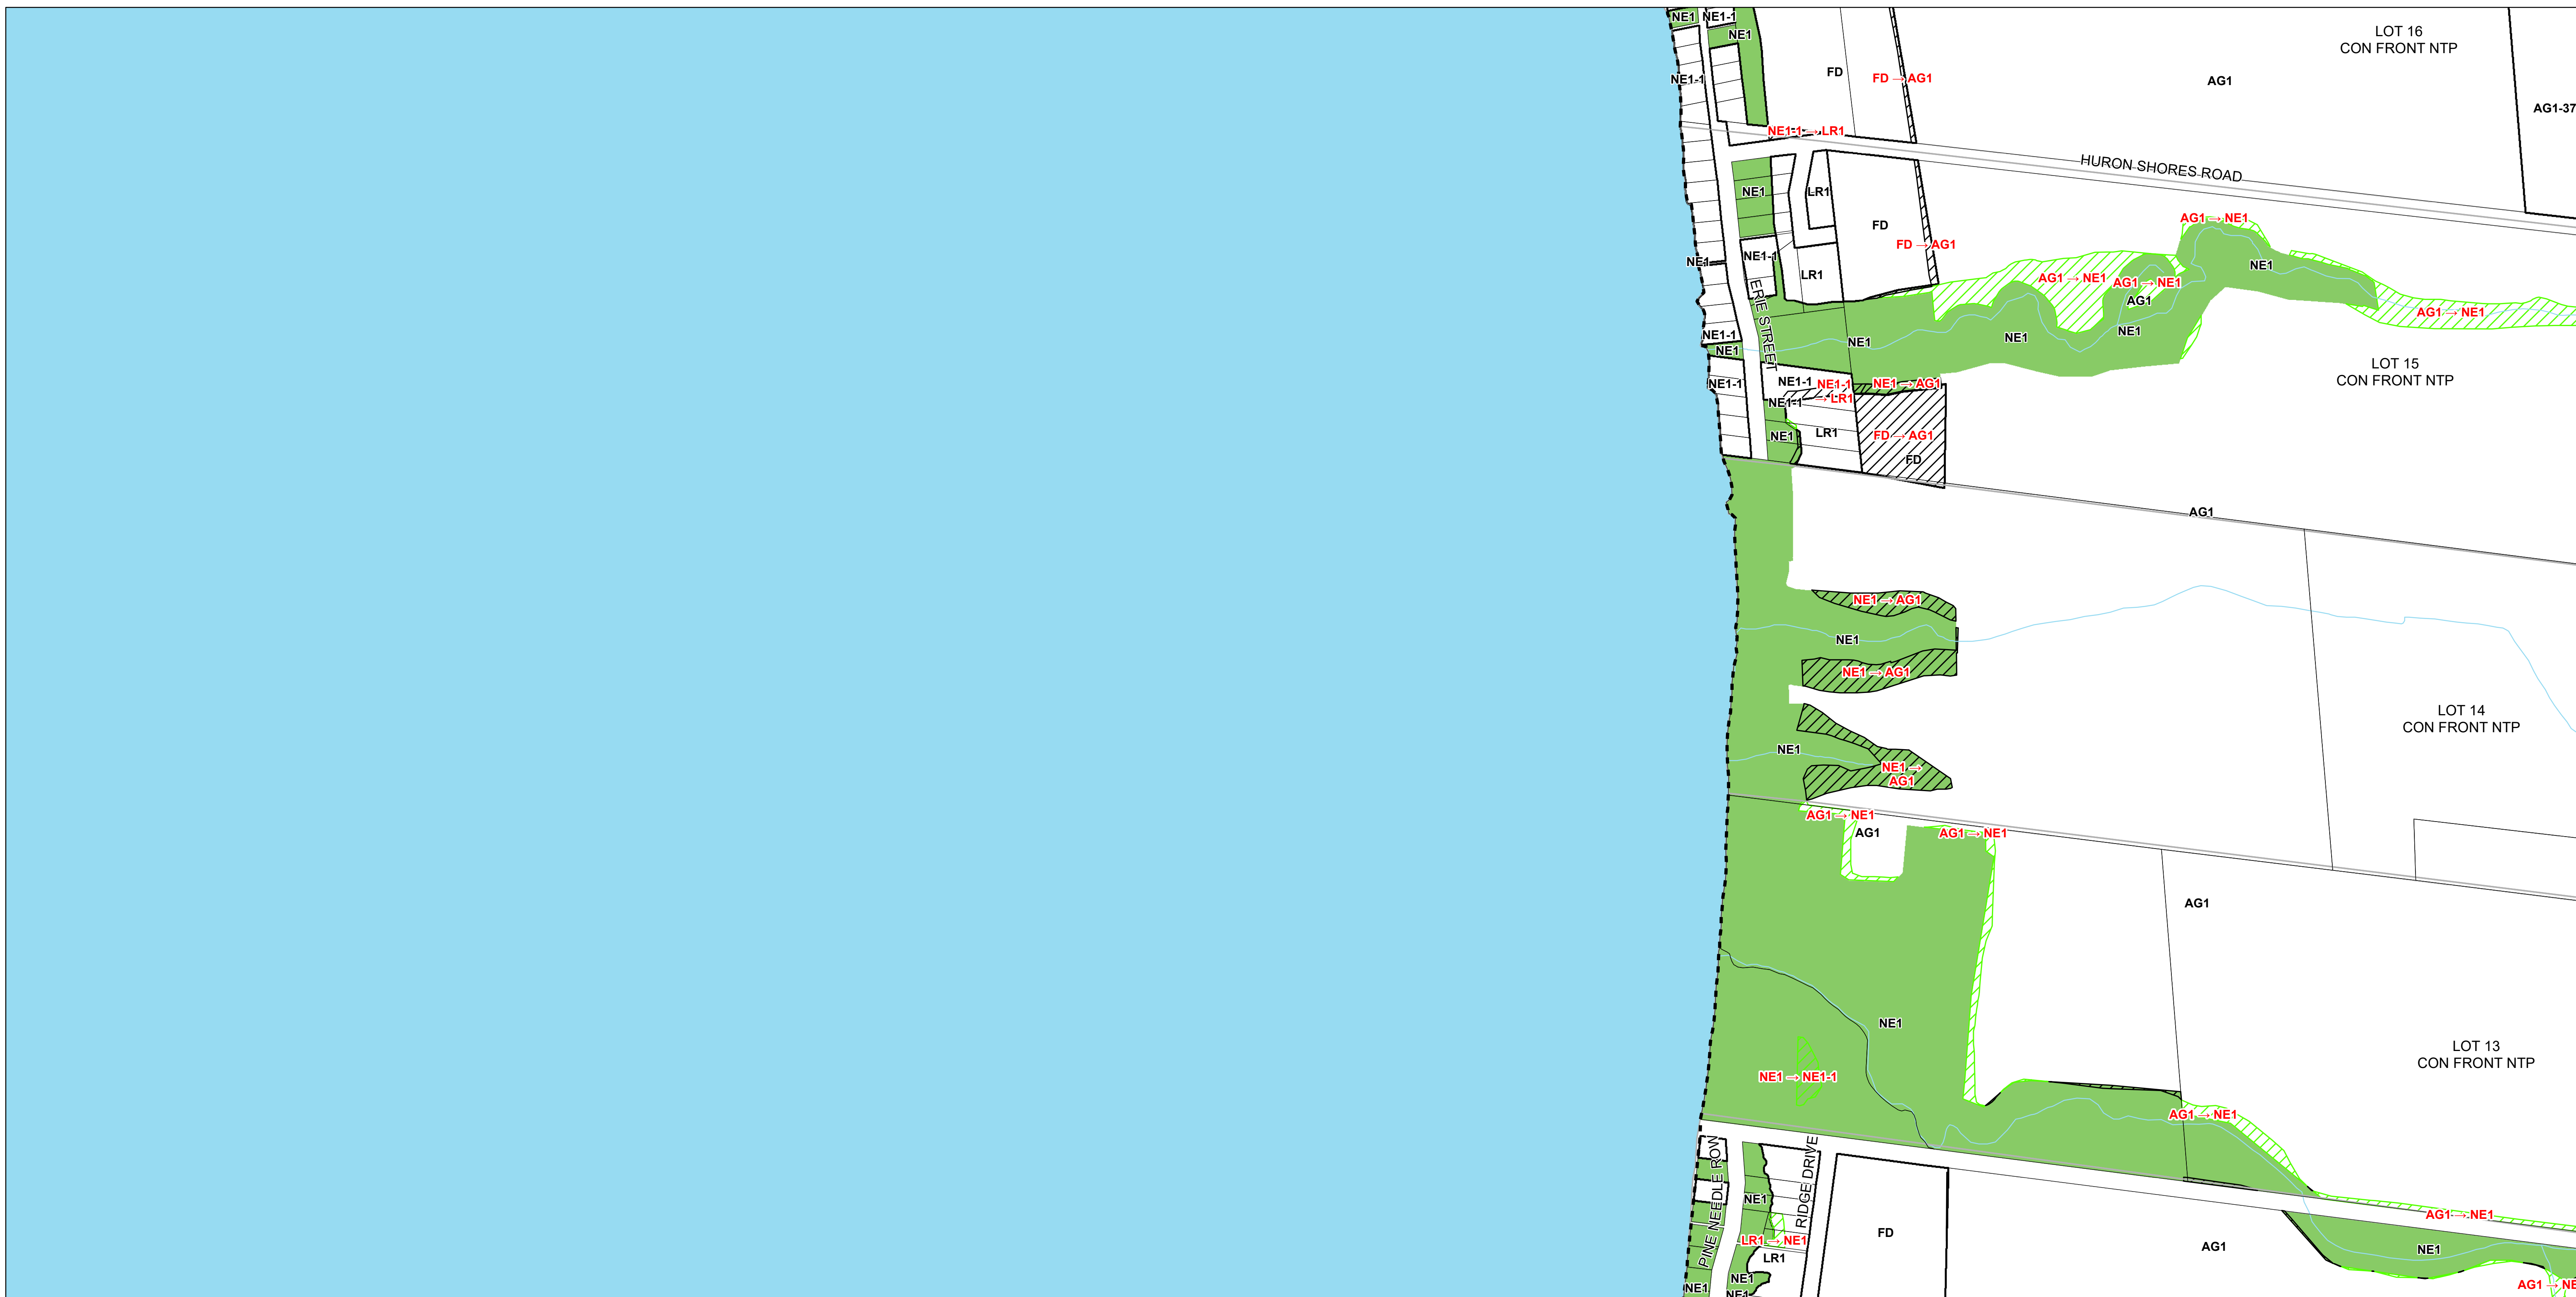 NE1
NE1-1
NE1
LOT 16
CON FRONT NTP
NE1-1
FD
FD → AG1
AG1
AG1-37
NE1-1 → LR1
HURON SHORES ROAD
NE1
LR1
FD
AG1 → NE1
FD → AG1
NE1
NE1-1
LR1
NE1
AG1 → NE1
AG1 → NE1
AG1
AG1 → NE1
ERIE STREET
NE1-1
NE1
NE1
NE1
NE1
LOT 15
CON FRONT NTP
NE1-1
NE1-1
NE1-1
→ LR1
NE1 → AG1
NE1-1
NE1
LR1
FD → AG1
FD
AG1
NE1 → AG1
NE1
NE1 → AG1
LOT 14
CON FRONT NTP
NE1
NE1 →
AG1
AG1 → NE1
AG1
AG1 → NE1
AG1
NE1
LOT 13
CON FRONT NTP
NE1 → NE1-1
AG1 → NE1
PINE NEEDLE ROW
RIDGE DRIVE
NE1
AG1 → NE1
LR1 → NE1
FD
LR1
AG1
NE1
NE1
NE1
NE1
AG1 → NE